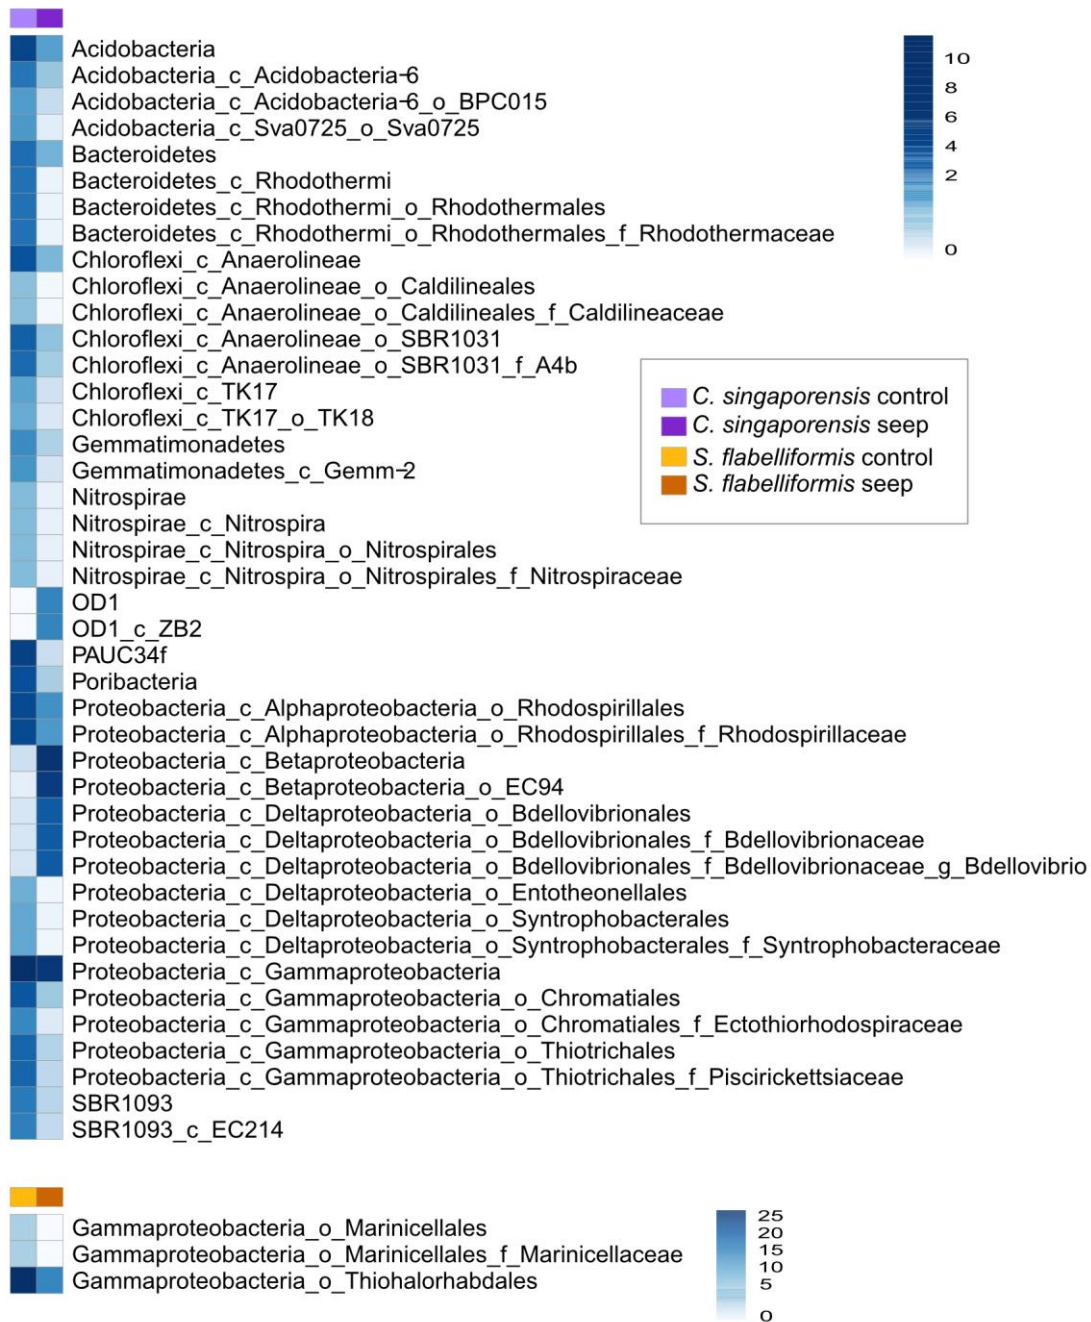 Acidobacteria
Acidobacteria_c_Acidobacteria-6
Acidobacteria_c_Acidobacteria-6_o_BPC015
Acidobacteria_c_Sva0725_o_Sva0725
Bacteroidetes
Bacteroidetes_c_Rhodothermi
Bacteroidetes_c_Rhodothermi_o_Rhodothermales
Bacteroidetes_c_Rhodothermi_o_Rhodothermales_f_Rhodothermaceae
Chloroflexi_c_Anaerolineae
Chloroflexi_c_Anaerolineae_o_Caldilineales
Chloroflexi_c_Anaerolineae_o_Caldilineales_f_Caldilineaceae
Chloroflexi_c_Anaerolineae_o_SBR1031
Chloroflexi_c_Anaerolineae_o_SBR1031_f_A4b
Chloroflexi_c_TK17
Chloroflexi_c_TK17_o_TK18
Gemmatimonadetes
Gemmatimonadetes_c_Gemm-2
Nitrospirae
Nitrospirae_c_Nitrospira
Nitrospirae_c_Nitrospira_o_Nitrospirales
Nitrospirae_c_Nitrospira_o_Nitrospirales_f_Nitrospiraceae
OD1
OD1_c_ZB2
PAUC34f
Poribacteria
Proteobacteria_c_Alphaproteobacteria_o_Rhodospirillales
Proteobacteria_c_Alphaproteobacteria_o_Rhodospirillales_f_Rhodospirillaceae
Proteobacteria_c_Betaproteobacteria
Proteobacteria_c_Betaproteobacteria_o_EC94
Proteobacteria_c_Deltaproteobacteria_o_Bdellovibrionales
Proteobacteria_c_Deltaproteobacteria_o_Bdellovibrionales_f_Bdellovibrionaceae
Proteobacteria_c_Deltaproteobacteria_o_Bdellovibrionales_f_Bdellovibrionaceae_g_Bdellovibrio
Proteobacteria_c_Deltaproteobacteria_o_Entotheonellales
Proteobacteria_c_Deltaproteobacteria_o_Syntrophobacterales
Proteobacteria_c_Deltaproteobacteria_o_Syntrophobacterales_f_Syntrophobacteraceae
Proteobacteria_c_Gammaproteobacteria
Proteobacteria_c_Gammaproteobacteria_o_Chromatiales
Proteobacteria_c_Gammaproteobacteria_o_Chromatiales_f_Ectothiorhodospiraceae
Proteobacteria_c_Gammaproteobacteria_o_Thiotrichales
Proteobacteria_c_Gammaproteobacteria_o_Thiotrichales_f_Piscirickettsiaceae
SBR1093
SBR1093_c_EC214
10
8
6
4
2
0
C. singaporensis control
C. singaporensis seep
S. flabelliformis control
S. flabelliformis seep
Gammaproteobacteria_o_Marinicellales
Gammaproteobacteria_o_Marinicellales_f_Marinicellaceae
Gammaproteobacteria_o_Thiohalorhabdales
25
20
15
10
5
0